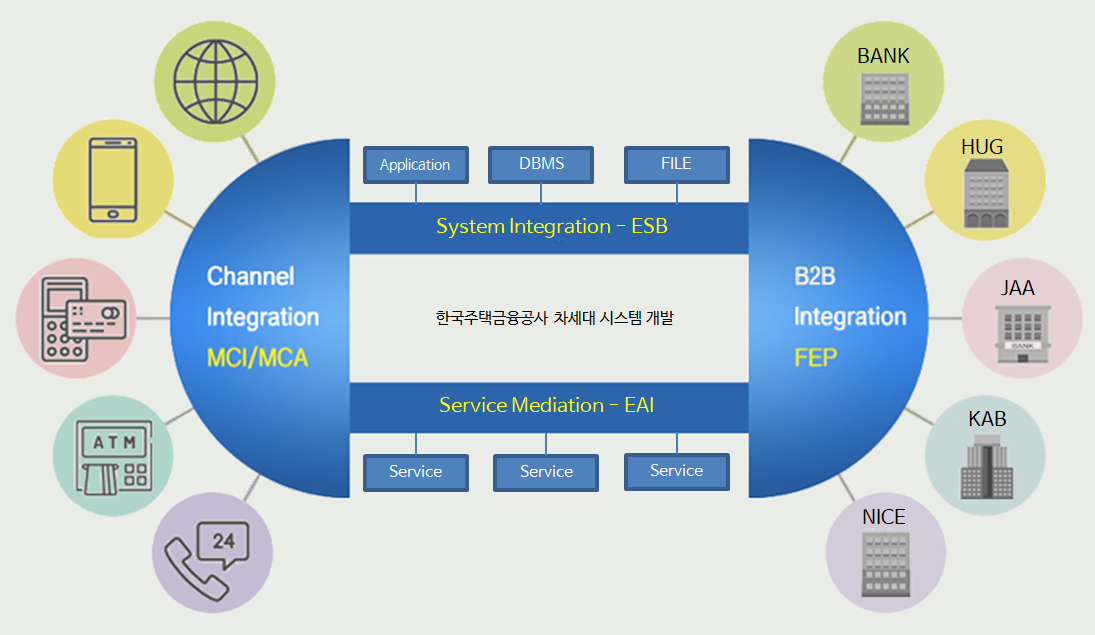 BANK
HUG
Application
DBMS
FILE
System Integration - ESB
Channel
Integration
MCI/MCA
한국주택금융공사 차세대 시스템 개발
B2B
Integration
FEP
JAA
BANK
Service Mediation - EAI
KAB
ATM
Service
Service
Service
NICE
24